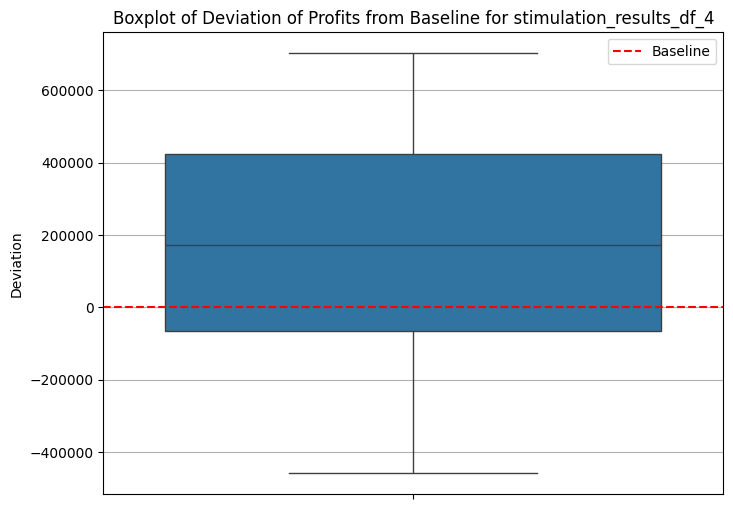 Boxplot of Deviation of Profits from Baseline for stimulation_results_df_4
Baseline
600000
400000
200000
0
−200000
−400000
Deviation